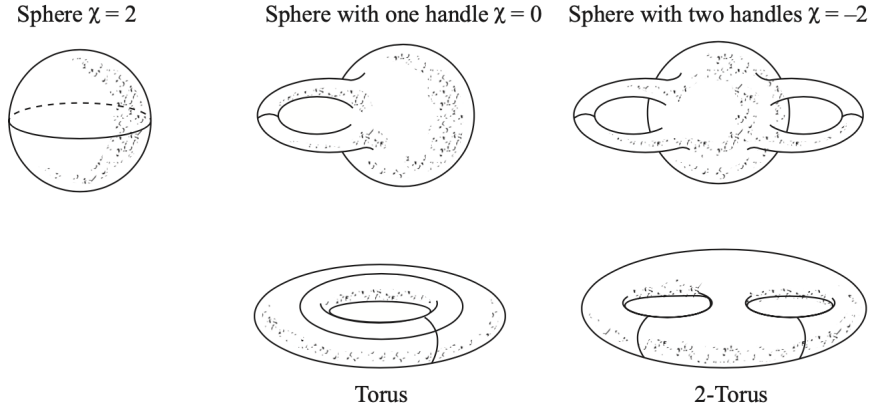 Sphere χ = 2
Sphere with one handle χ = 0
Sphere with two handles χ = –2
Torus
2-Torus